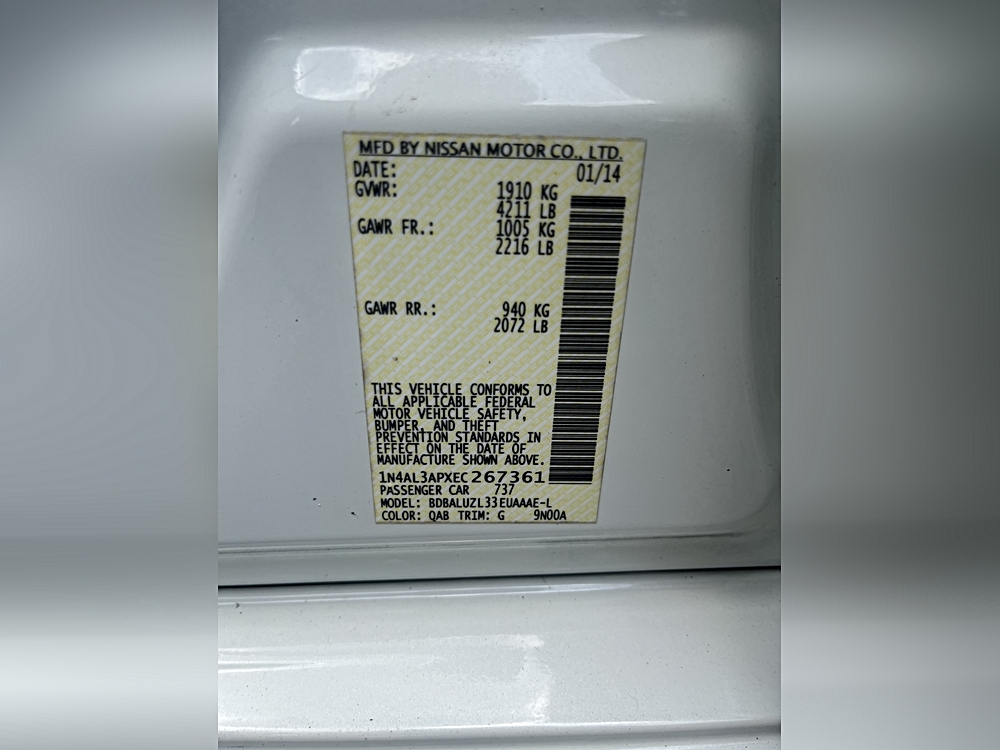 MFD BY NISSAN MOTOR CO., LTD.
DATE: 01/14
GVWR: 1910 KG
4211 LB
GAWR FR.: 1005 KG
2216 LB
GAWR RR.: 940 KG
2072 LB
THIS VEHICLE CONFORMS TO
ALL APPLICABLE FEDERAL
MOTOR VEHICLE SAFETY,
BUMPER, AND THEFT
PREVENTION STANDARDS IN
EFFECT ON THE DATE OF
MANUFACTURE SHOWN ABOVE.
1N4AL3APXEC267361
PASSENGER CAR 737
MODEL: BDBALUZL33EUAAAE-L
COLOR: QAB TRIM: G 9N00A